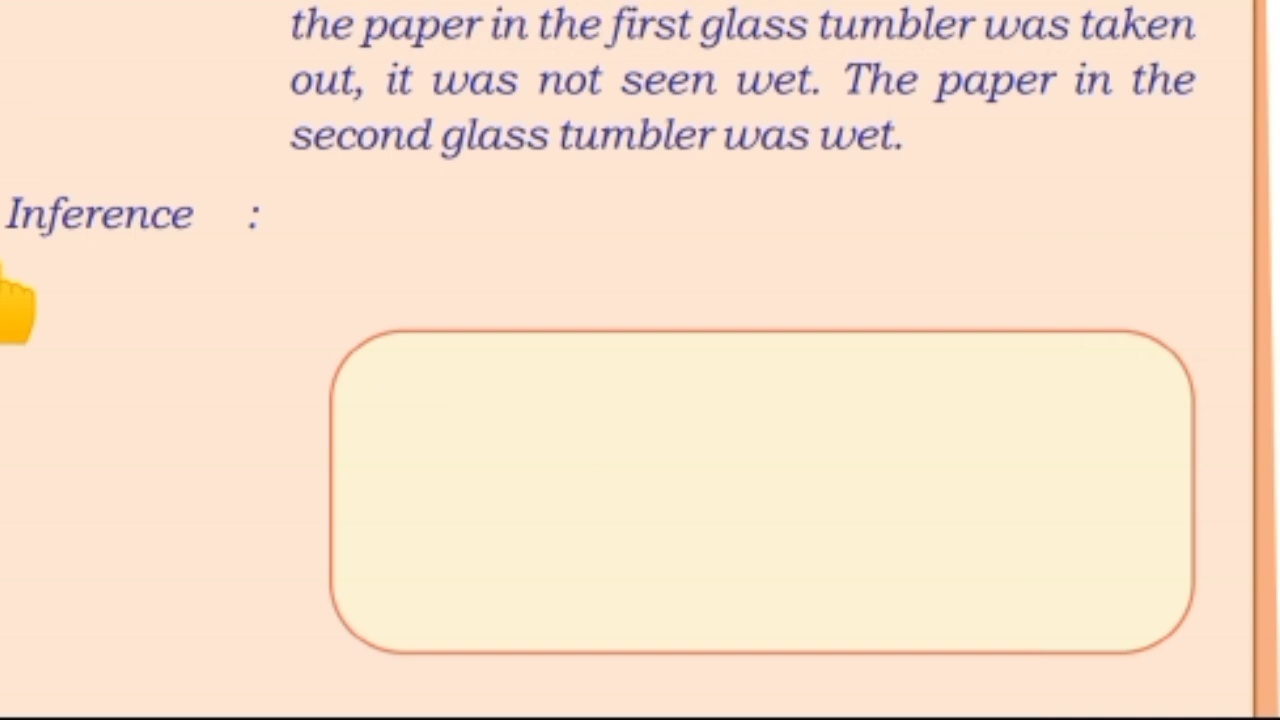 the paper in the first glass tumbler was taken
out, it was not seen wet. The paper in the
second glass tumbler was wet.
Inference :